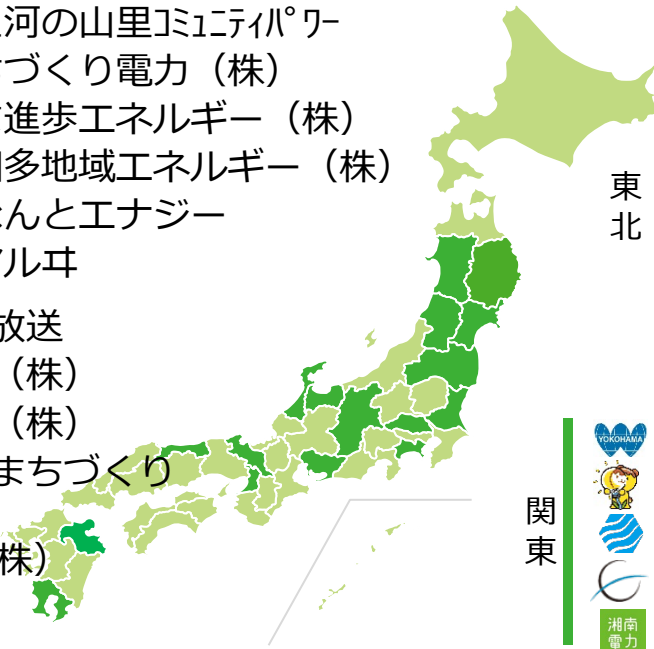 河の山里ｺﾐｭﾆﾃｨﾊﾟﾜｰ
づくり電力（株）
進歩エネルギー（株）
多地域エネルギー（株）
んとエナジー
ルヰ
放送
（株）
（株）
まちづくり
株）
東北
関東
YOKOHAMA
湘南
電力